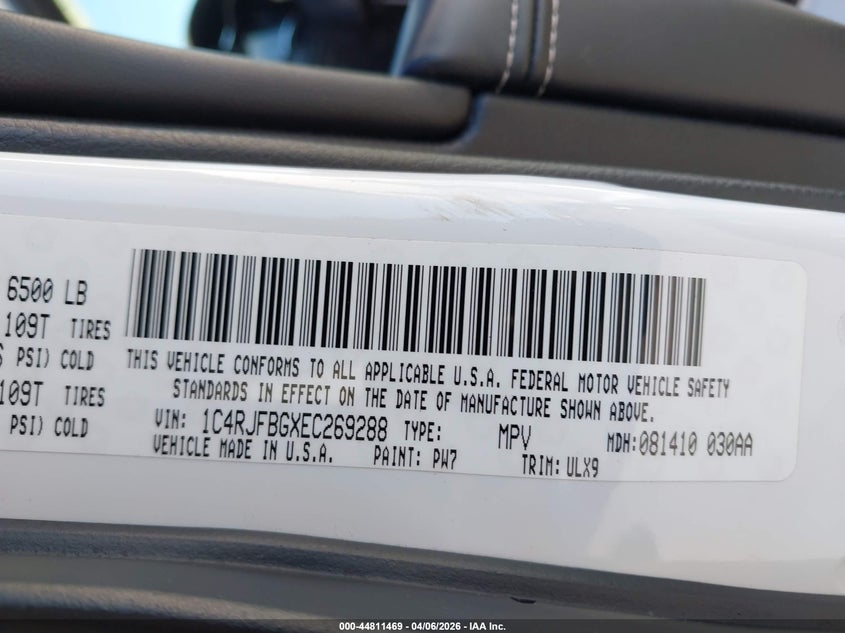 6500 LB
109T TIRES
PSI) COLD
109T TIRES
PSI) COLD
THIS VEHICLE CONFORMS TO ALL APPLICABLE U.S.A. FEDERAL MOTOR VEHICLE SAFETY
STANDARDS IN EFFECT ON THE DATE OF MANUFACTURE SHOWN ABOVE.
VIN: 1C4RJFBGXEC269288 TYPE: MPV MDH:081410 030AA
VEHICLE MADE IN U.S.A. PAINT: PW7 TRIM: ULX9
000-44811469 - 04/06/2026 - IAA Inc.